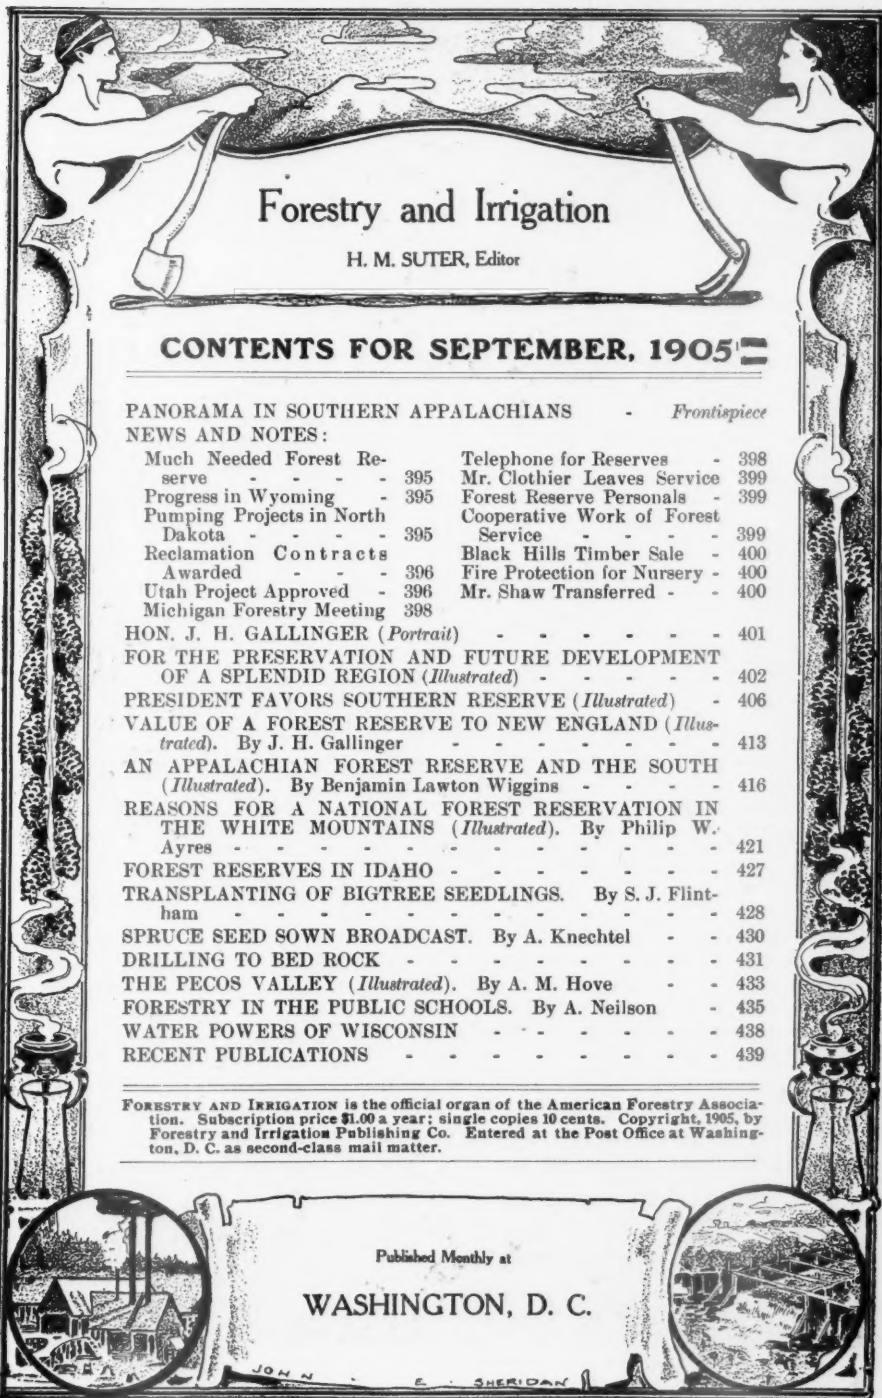 Forestry and Irrigation
H. M. SUTER, Editor
CONTENTS FOR SEPTEMBER, 1905
PANORAMA IN SOUTHERN APPALACHIANS - Frontispiece
NEWS AND NOTES:
Much Needed Forest Re-
serve - - - - 395
Progress in Wyoming - 395
Pumping Projects in North
Dakota - - - - 395
Reclamation Contracts
Awarded - - - 396
Utah Project Approved - 396
Michigan Forestry Meeting 398
Telephone for Reserves - 398
Mr. Clothier Leaves Service 399
Forest Reserve Personals - 399
Cooperative Work of Forest
Service - - - - 399
Black Hills Timber Sale - 400
Fire Protection for Nursery - 400
Mr. Shaw Transferred - - 400
HON. J. H. GALLINGER (Portrait) - - - - - - 401
FOR THE PRESERVATION AND FUTURE DEVELOPMENT
OF A SPLENDID REGION (Illustrated) - - - - - 402
PRESIDENT FAVORS SOUTHERN RESERVE (Illustrated) - 406
VALUE OF A FOREST RESERVE TO NEW ENGLAND (Illus-
trated). By J. H. Gallinger - - - - - - - 413
AN APPALACHIAN FOREST RESERVE AND THE SOUTH
(Illustrated). By Benjamin Lawton Wiggins - - - - 416
REASONS FOR A NATIONAL FOREST RESERVATION IN
THE WHITE MOUNTAINS (Illustrated). By Philip W.
Ayres - - - - - - - - - - - - 421
FOREST RESERVES IN IDAHO - - - - - - - 427
TRANSPLANTING OF BIGTREE SEEDLINGS. By S. J. Flint-
ham - - - - - - - - - - - - 428
SPRUCE SEED SOWN BROADCAST. By A. Knechtel - - 430
DRILLING TO BED ROCK - - - - - - - - 431
THE PECOS VALLEY (Illustrated). By A. M. Hove - - 433
FORESTRY IN THE PUBLIC SCHOOLS. By A. Neilson - 435
WATER POWERS OF WISCONSIN - - - - - - 438
RECENT PUBLICATIONS - - - - - - - - 439
FORESTRY AND IRRIGATION is the official organ of the American Forestry Associa-
tion. Subscription price $1.00 a year; single copies 10 cents. Copyright, 1905, by
Forestry and Irrigation Publishing Co. Entered at the Post Office at Washing-
ton, D. C. as second-class mail matter.
Published Monthly at
WASHINGTON, D. C.
JOHN E. SHERIDAN